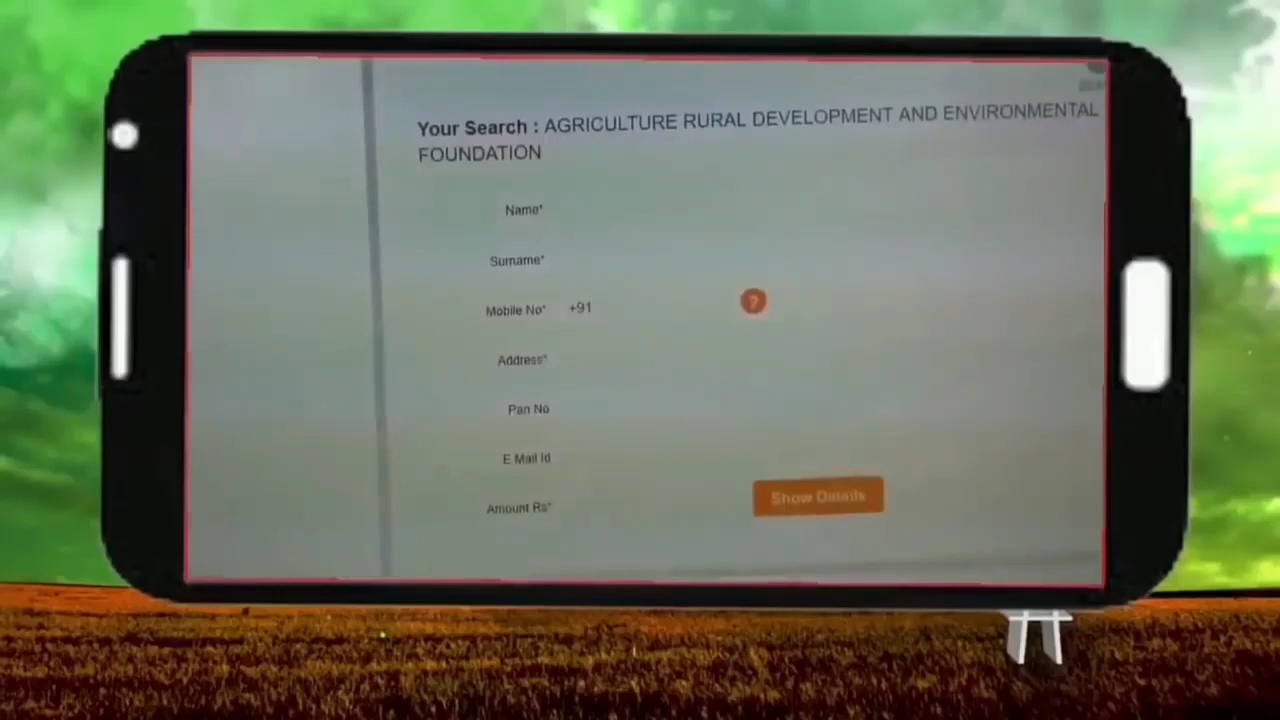 Your Search : AGRICULTURE RURAL DEVELOPMENT AND ENVIRONMENTAL
FOUNDATION
Name*
Surname*
Mobile No* +91 ?
Address*
Pan No
E Mail Id
Amount Rs*
Show Details